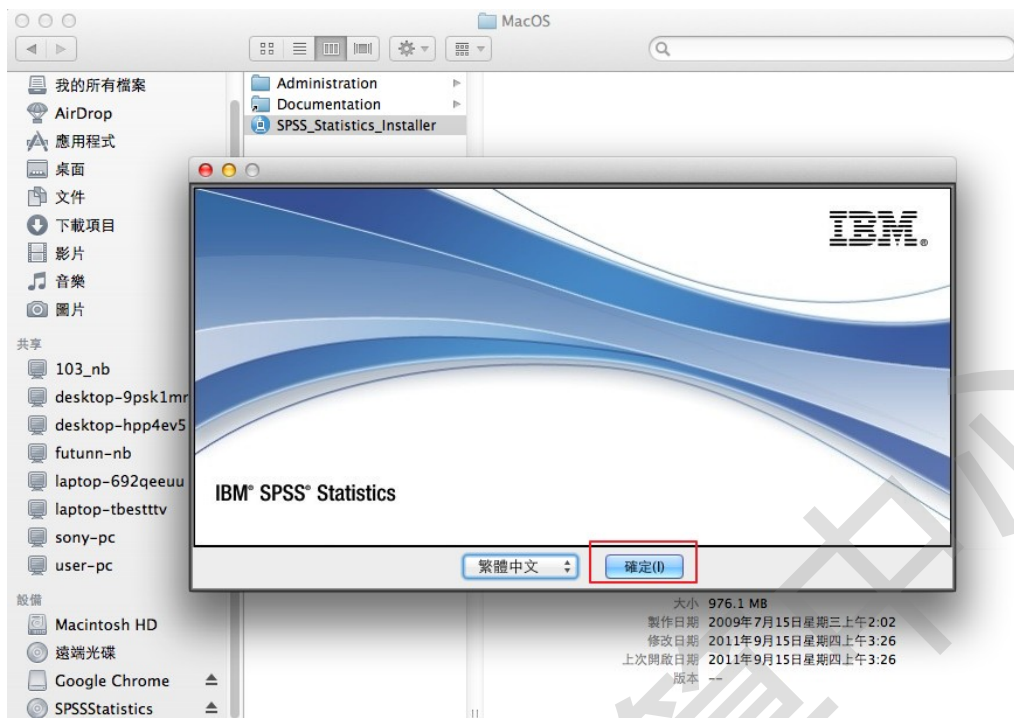 MacOS
我的所有檔案
AirDrop
應用程式
桌面
文件
下載項目
影片
音樂
圖片
共享
103_nb
desktop-9psk1mr
desktop-hpp4ev5
futunn-nb
laptop-692qeeuu
laptop-tbestttv
sony-pc
user-pc
設備
Macintosh HD
遠端光碟
Google Chrome
SPSSStatistics
Administration
Documentation
SPSS_Statistics_Installer
IBM®
IBM® SPSS® Statistics
繁體中文
確定(I)
大小 976.1 MB
製作日期 2009年7月15日星期三上午2:02
修改日期 2011年9月15日星期四上午3:26
上次開啟日期 2011年9月15日星期四上午3:26
版本 --